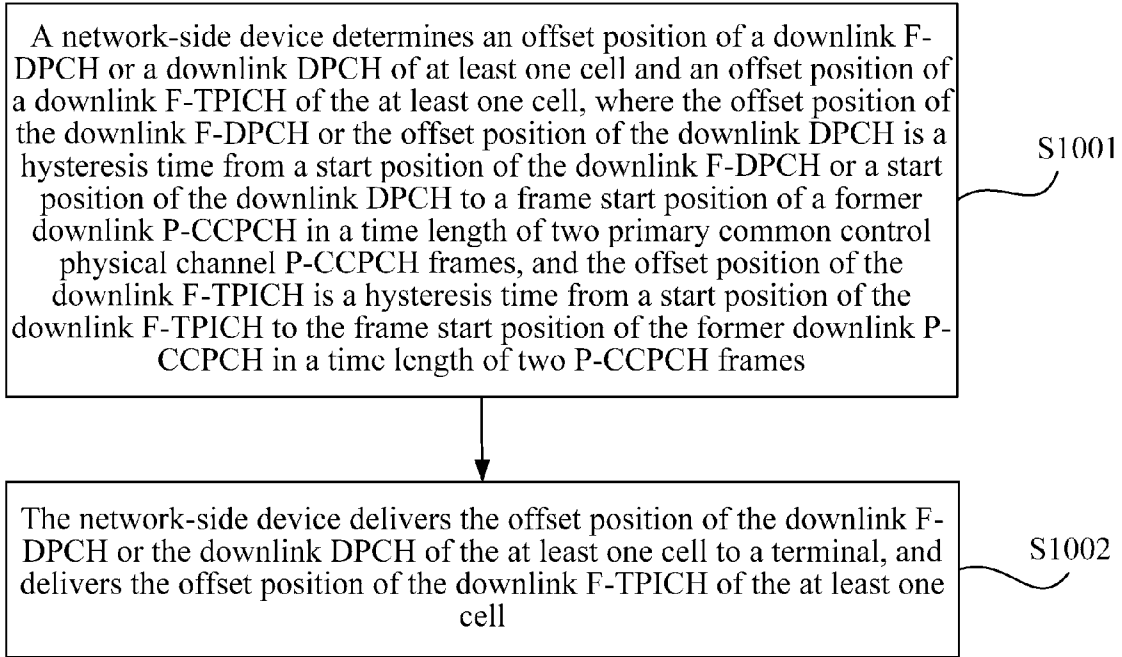 A network-side device determines an offset position of a downlink F-
DPCH or a downlink DPCH of at least one cell and an offset position of
a downlink F-TPICH of the at least one cell, where the offset position of
the downlink F-DPCH or the offset position of the downlink DPCH is a
hysteresis time from a start position of the downlink F-DPCH or a start
position of the downlink DPCH to a frame start position of a former
downlink P-CCPCH in a time length of two primary common control
physical channel P-CCPCH frames, and the offset position of the
downlink F-TPICH is a hysteresis time from a start position of the
downlink F-TPICH to the frame start position of the former downlink P-
CCPCH in a time length of two P-CCPCH frames
S1001
The network-side device delivers the offset position of the downlink F-
DPCH or the downlink DPCH of the at least one cell to a terminal, and
delivers the offset position of the downlink F-TPICH of the at least one
cell
S1002